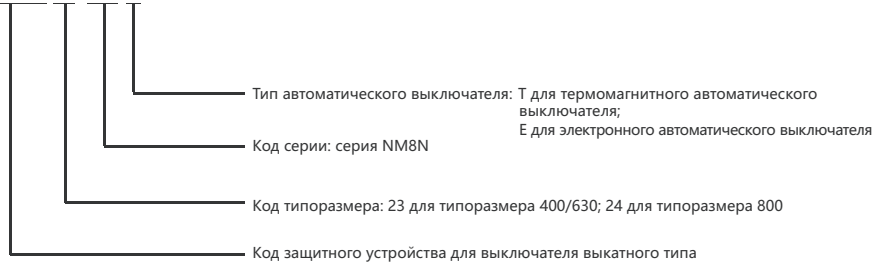 Тип автоматического выключателя: T для термомагнитного автоматического
выключателя;
E для электронного автоматического выключателя
Код серии: серия NM8N
Код типоразмера: 23 для типоразмера 400/630; 24 для типоразмера 800
Код защитного устройства для выключателя выкатного типа